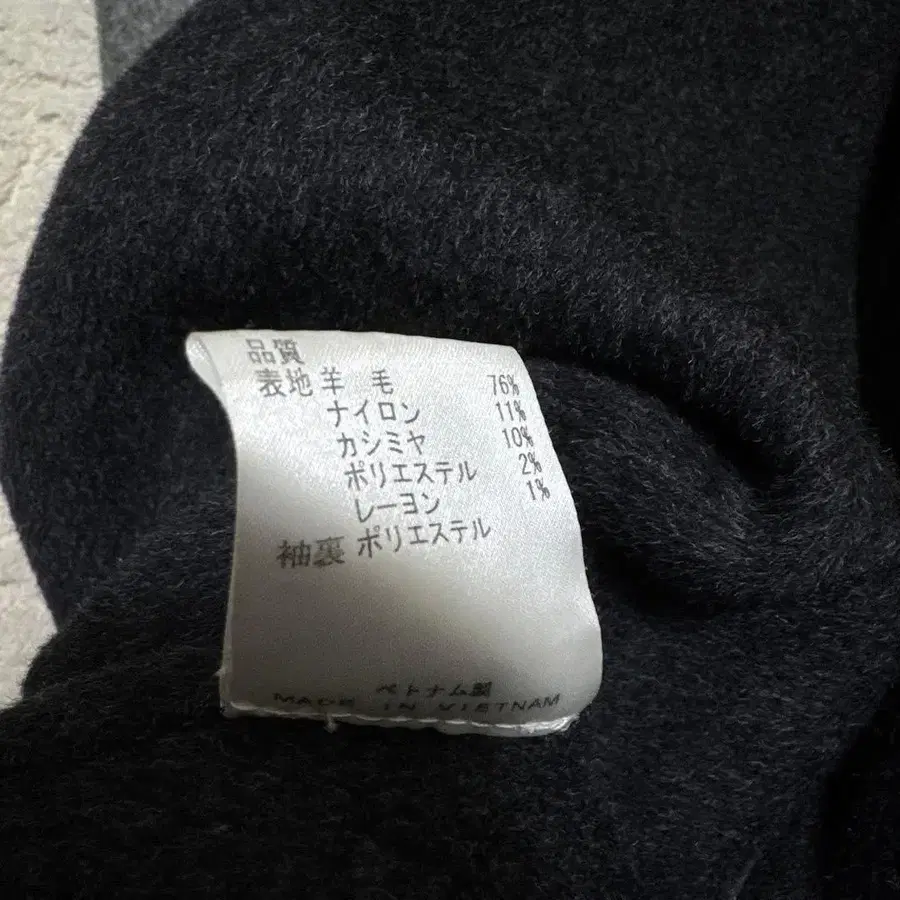 品質
表地 羊 毛 76%
ナイロン 11%
カシミヤ 10%
ポリエステル 2%
レーヨン 1%
袖裏 ポリエステル
ベトナム製
MADE IN VIETNAM